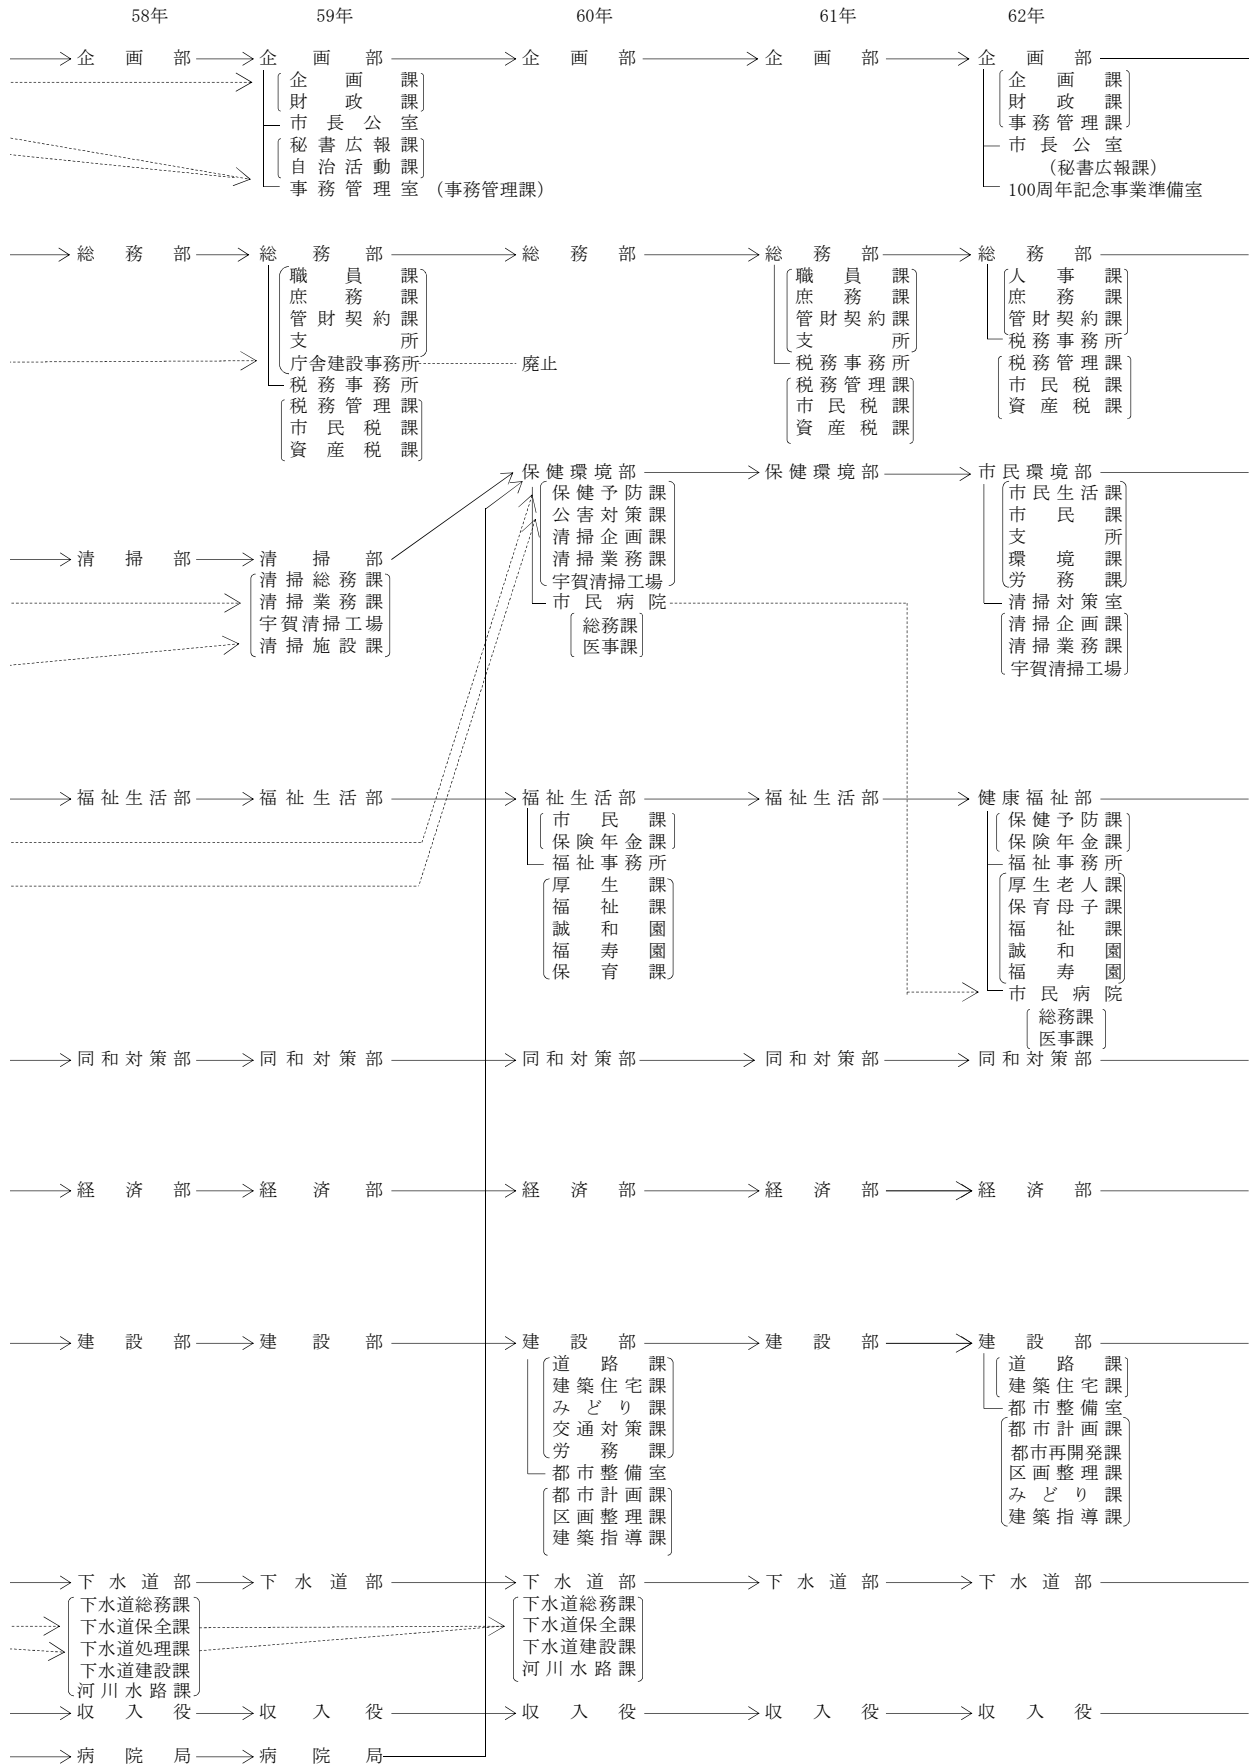 58年 59年 60年 61年 62年
企画部 企画部 企画部 企画部 企画部
企画課 企画課
財政課 財政課
市長公室 事務管理課
秘書広報課 市長公室
自治活動課 (秘書広報課)
事務管理室 (事務管理課) 100周年記念事業準備室
総務部 総務部 総務部 総務部 総務部
職員課 職員課 人事課
庶務課 庶務課 庶務課
管財契約課 管財契約課 管財契約課
支所 支所 税務事務所
庁舎建設事務所 廃止 税務事務所 税務管理課
税務事務所 税務管理課 市民税課
税務管理課 市民税課 資産税課
市民税課 資産税課
資産税課
保健環境部 保健環境部 市民環境部
保健予防課 市民生活課
公害対策課 市民課
清掃企画課 支所
清掃部 清掃部 清掃業務課 環境課
清掃総務課 宇賀清掃工場 労務課
清掃業務課 市民病院 清掃対策室
宇賀清掃工場 総務課 清掃企画課
清掃施設課 医事課 清掃業務課
宇賀清掃工場
福祉生活部 福祉生活部 福祉生活部 福祉生活部 健康福祉部
市民課 保健予防課
保険年金課 保険年金課
福祉事務所 福祉事務所
厚生課 厚生老人課
福祉課 保育母子課
誠和園 福祉課
福寿園 誠和園
保育課 福寿園
市民病院
総務課
医事課
同和対策部 同和対策部 同和対策部 同和対策部 同和対策部
経済部 経済部 経済部 経済部 経済部
建設部 建設部 建設部 建設部 建設部
道路課 道路課
建築住宅課 建築住宅課
みどり課 都市整備室
交通対策課 都市計画課
労務課 都市再開発課
都市整備室 区画整理課
都市計画課 みどり課
区画整理課 建築指導課
建築指導課
下水道部 下水道部 下水道部 下水道部 下水道部
下水道総務課 下水道総務課
下水道保全課 下水道保全課
下水道処理課 下水道建設課
下水道建設課 河川水路課
河川水路課
収入役 収入役 収入役 収入役 収入役
病院局 病院局